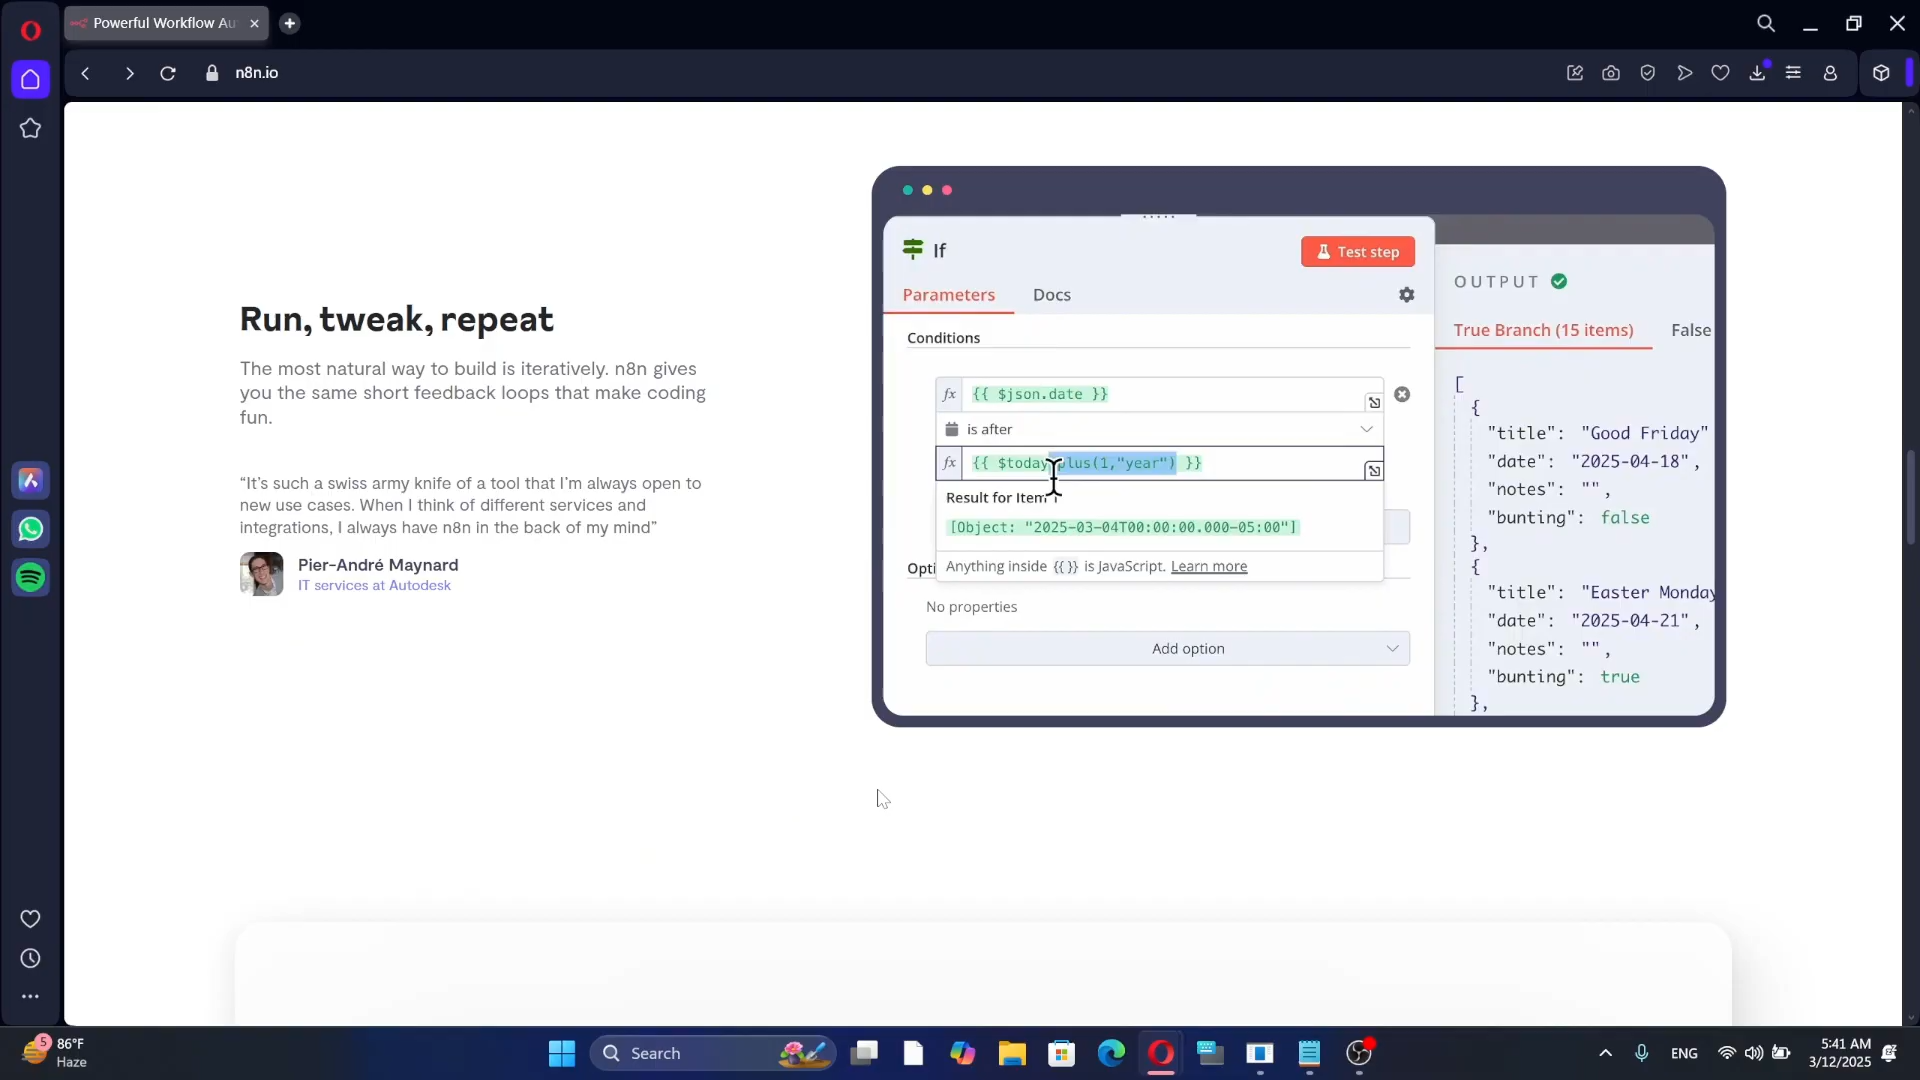 Powerful Workflow Au
n8n.io
If
Test step
Parameters
Docs
Conditions
fx {{ $json.date }}
is after
fx {{ $today plus(1,"year") }}
Result for Item
[Object: "2025-03-04T00:00:00.000-05:00"]
Anything inside {{ }} is JavaScript. Learn more
Opti
No properties
Add option
OUTPUT
True Branch (15 items)
False
[
{
"title": "Good Friday"
"date": "2025-04-18",
"notes": "",
"bunting": false
},
{
"title": "Easter Monday
"date": "2025-04-21",
"notes": "",
"bunting": true
},
Run, tweak, repeat
The most natural way to build is iteratively. n8n gives
you the same short feedback loops that make coding
fun.
“It’s such a swiss army knife of a tool that I’m always open to
new use cases. When I think of different services and
integrations, I always have n8n in the back of my mind”
Pier-André Maynard
IT services at Autodesk
5
86°F
Haze
Search
ENG
5:41 AM
3/12/2025